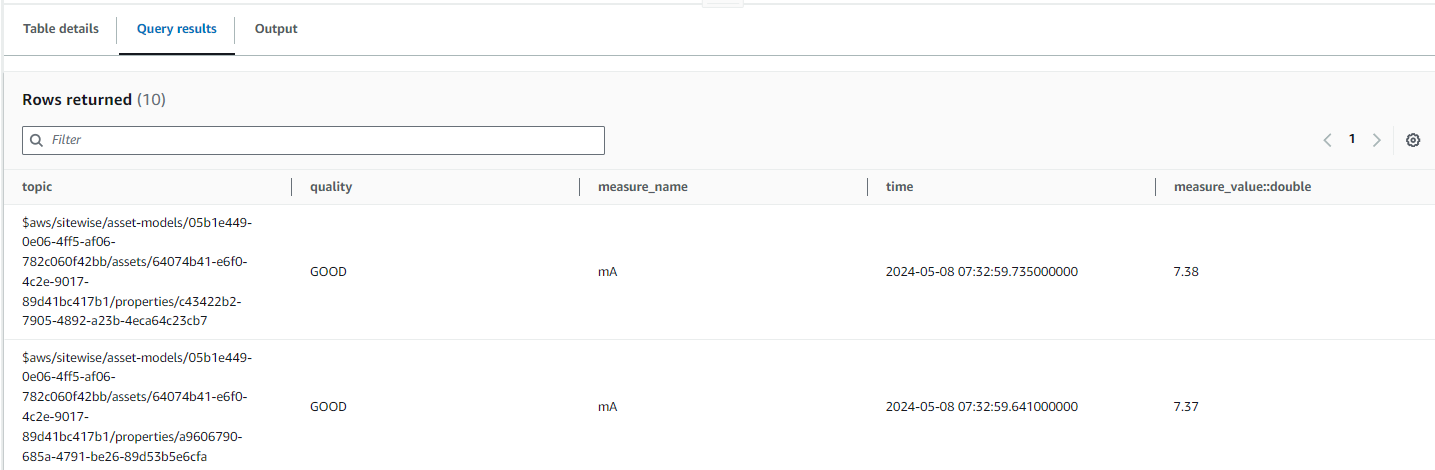 Table details Query results Output
Rows returned (10)
Filter
1
topic quality measure_name time measure_value::double
$aws/sitewise/asset-models/05b1e449-
0e06-4ff5-af06-
782c060f42bb/assets/64074b41-e6f0-
4c2e-9017-
89d41bc417b1/properties/c43422b2-
7905-4892-a23b-4eca64c23cb7
GOOD mA 2024-05-08 07:32:59.735000000 7.38
$aws/sitewise/asset-models/05b1e449-
0e06-4ff5-af06-
782c060f42bb/assets/64074b41-e6f0-
4c2e-9017-
89d41bc417b1/properties/a9606790-
685a-4791-be26-89d53b5e6cfa
GOOD mA 2024-05-08 07:32:59.641000000 7.37